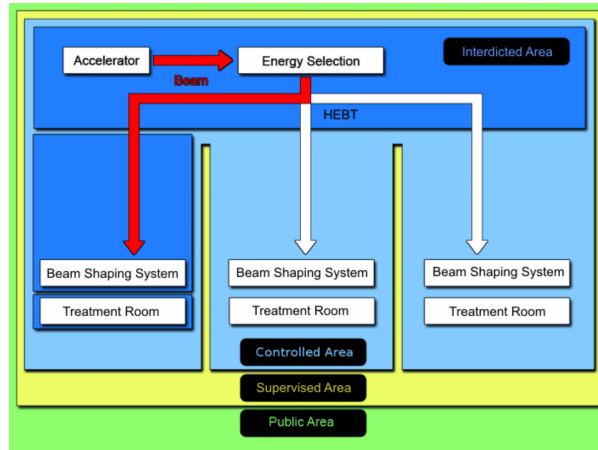 Accelerator
Energy Selection
Interdicted Area
Beam
HEBT
Beam Shaping System
Beam Shaping System
Beam Shaping System
Treatment Room
Treatment Room
Treatment Room
Controlled Area
Supervised Area
Public Area